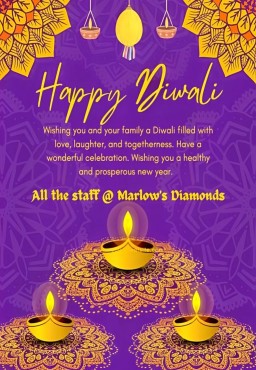 Happy Diwali
Wishing you and your family a Diwali filled with
love, laughter, and togetherness. Have a
wonderful celebration. Wishing you a healthy
and prosperous new year.
All the staff @ Marlow's Diamonds